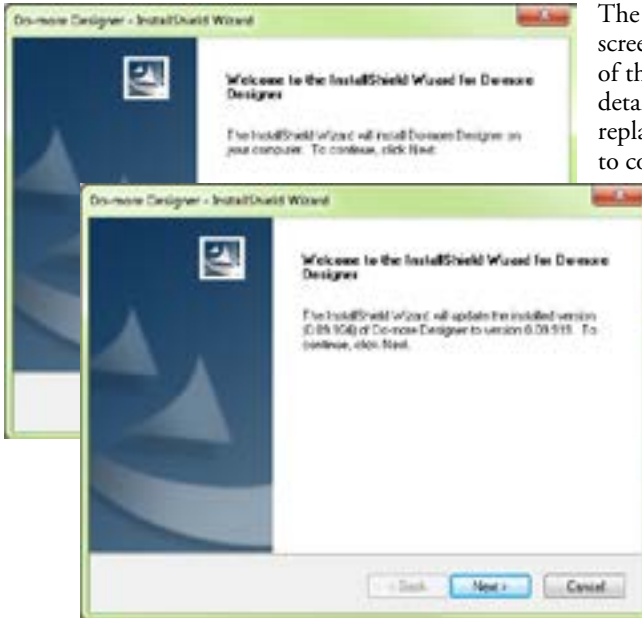 Do-more Designer - InstallShield Wizard
Welcome to the InstallShield Wizard for Do-more
Designer
The InstallShield Wizard will install Do-more Designer on
your computer. To continue, click Next.
The
scree
of th
deta
repla
to co
Do-more Designer - InstallShield Wizard
Welcome to the InstallShield Wizard for Do-more
Designer
The InstallShield Wizard will update the installed version
of Do-more Designer to version To
continue, click Next.
< Back
Next >
Cancel